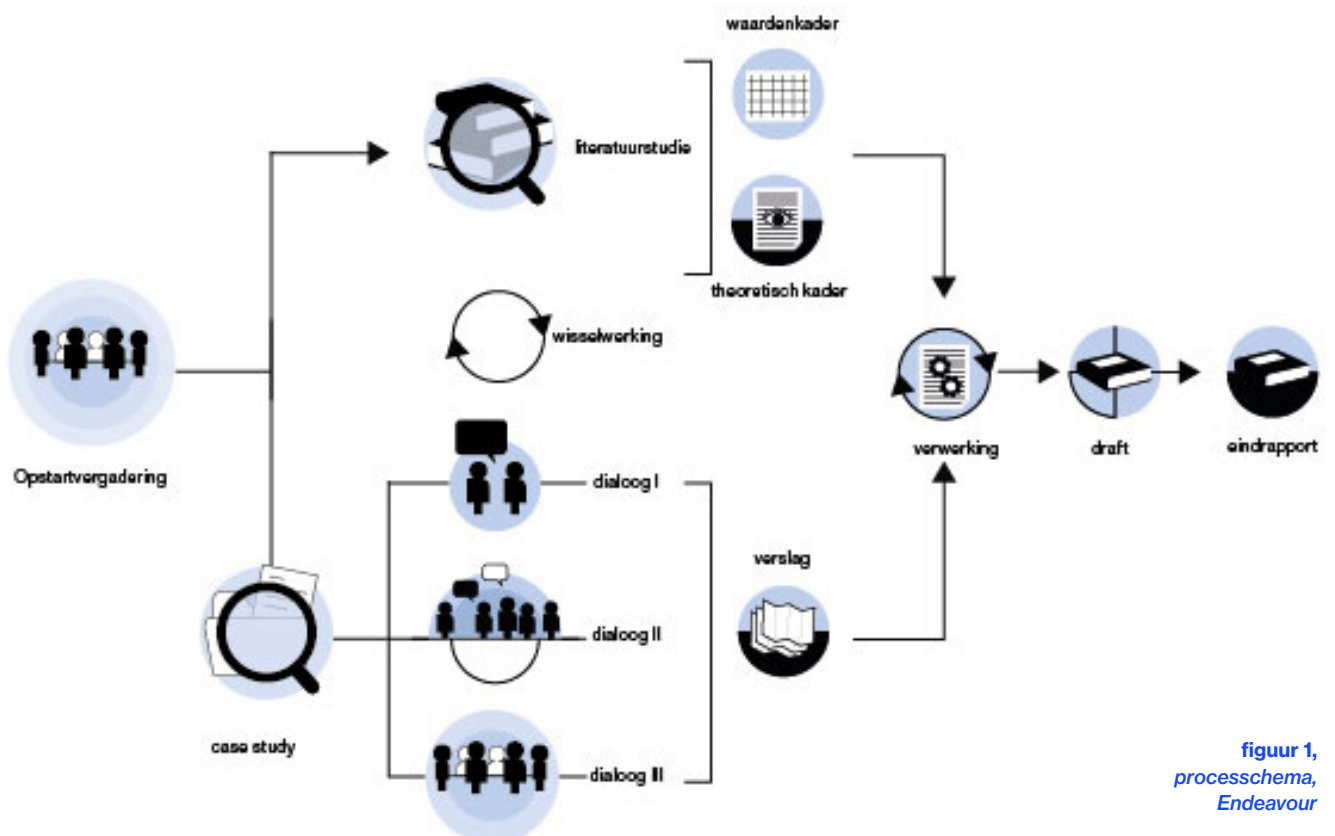 waardenkader
literatuurstudie
theoretisch kader
wisselwerking
Opstartvergadering
verwerking
draft
eindrapport
dialoog I
verslag
dialoog II
case study
dialoog III
figuur 1,
processchema,
Endeavour